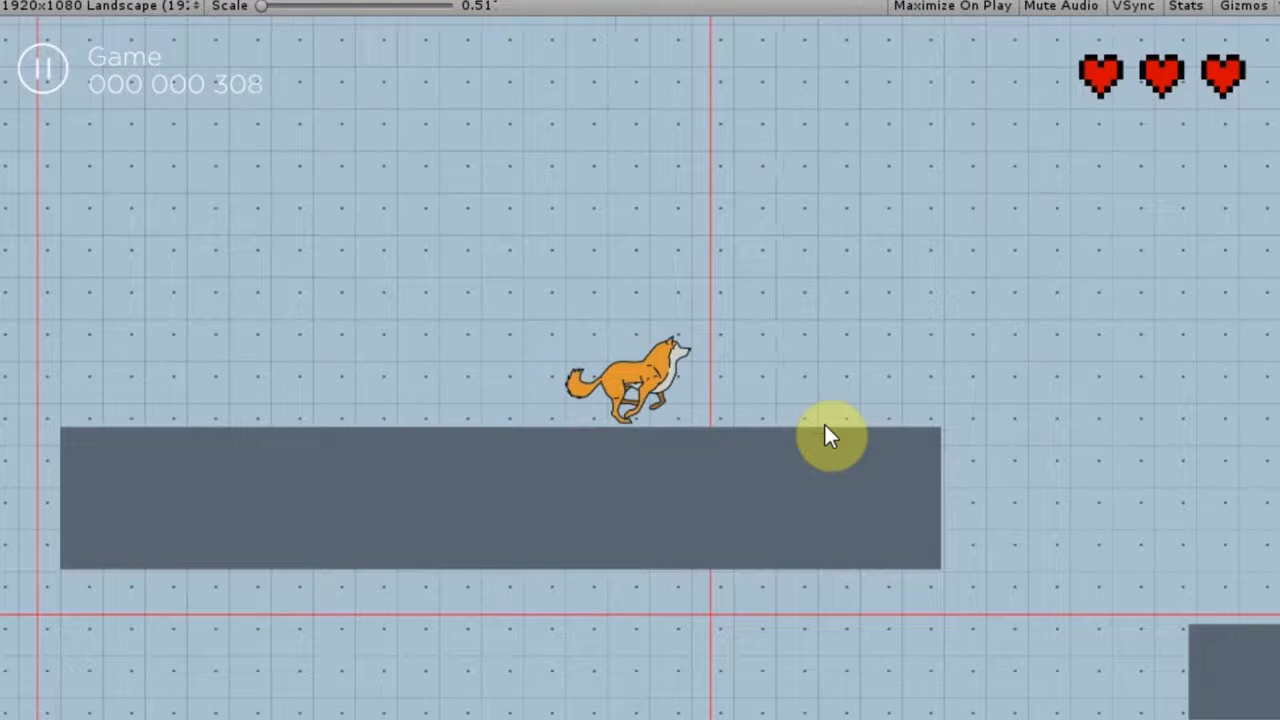 1920x1080 Landscape (19: Scale 0.51 Maximize On Play Mute Audio VSync Stats Gizmos
Game
000 000 308